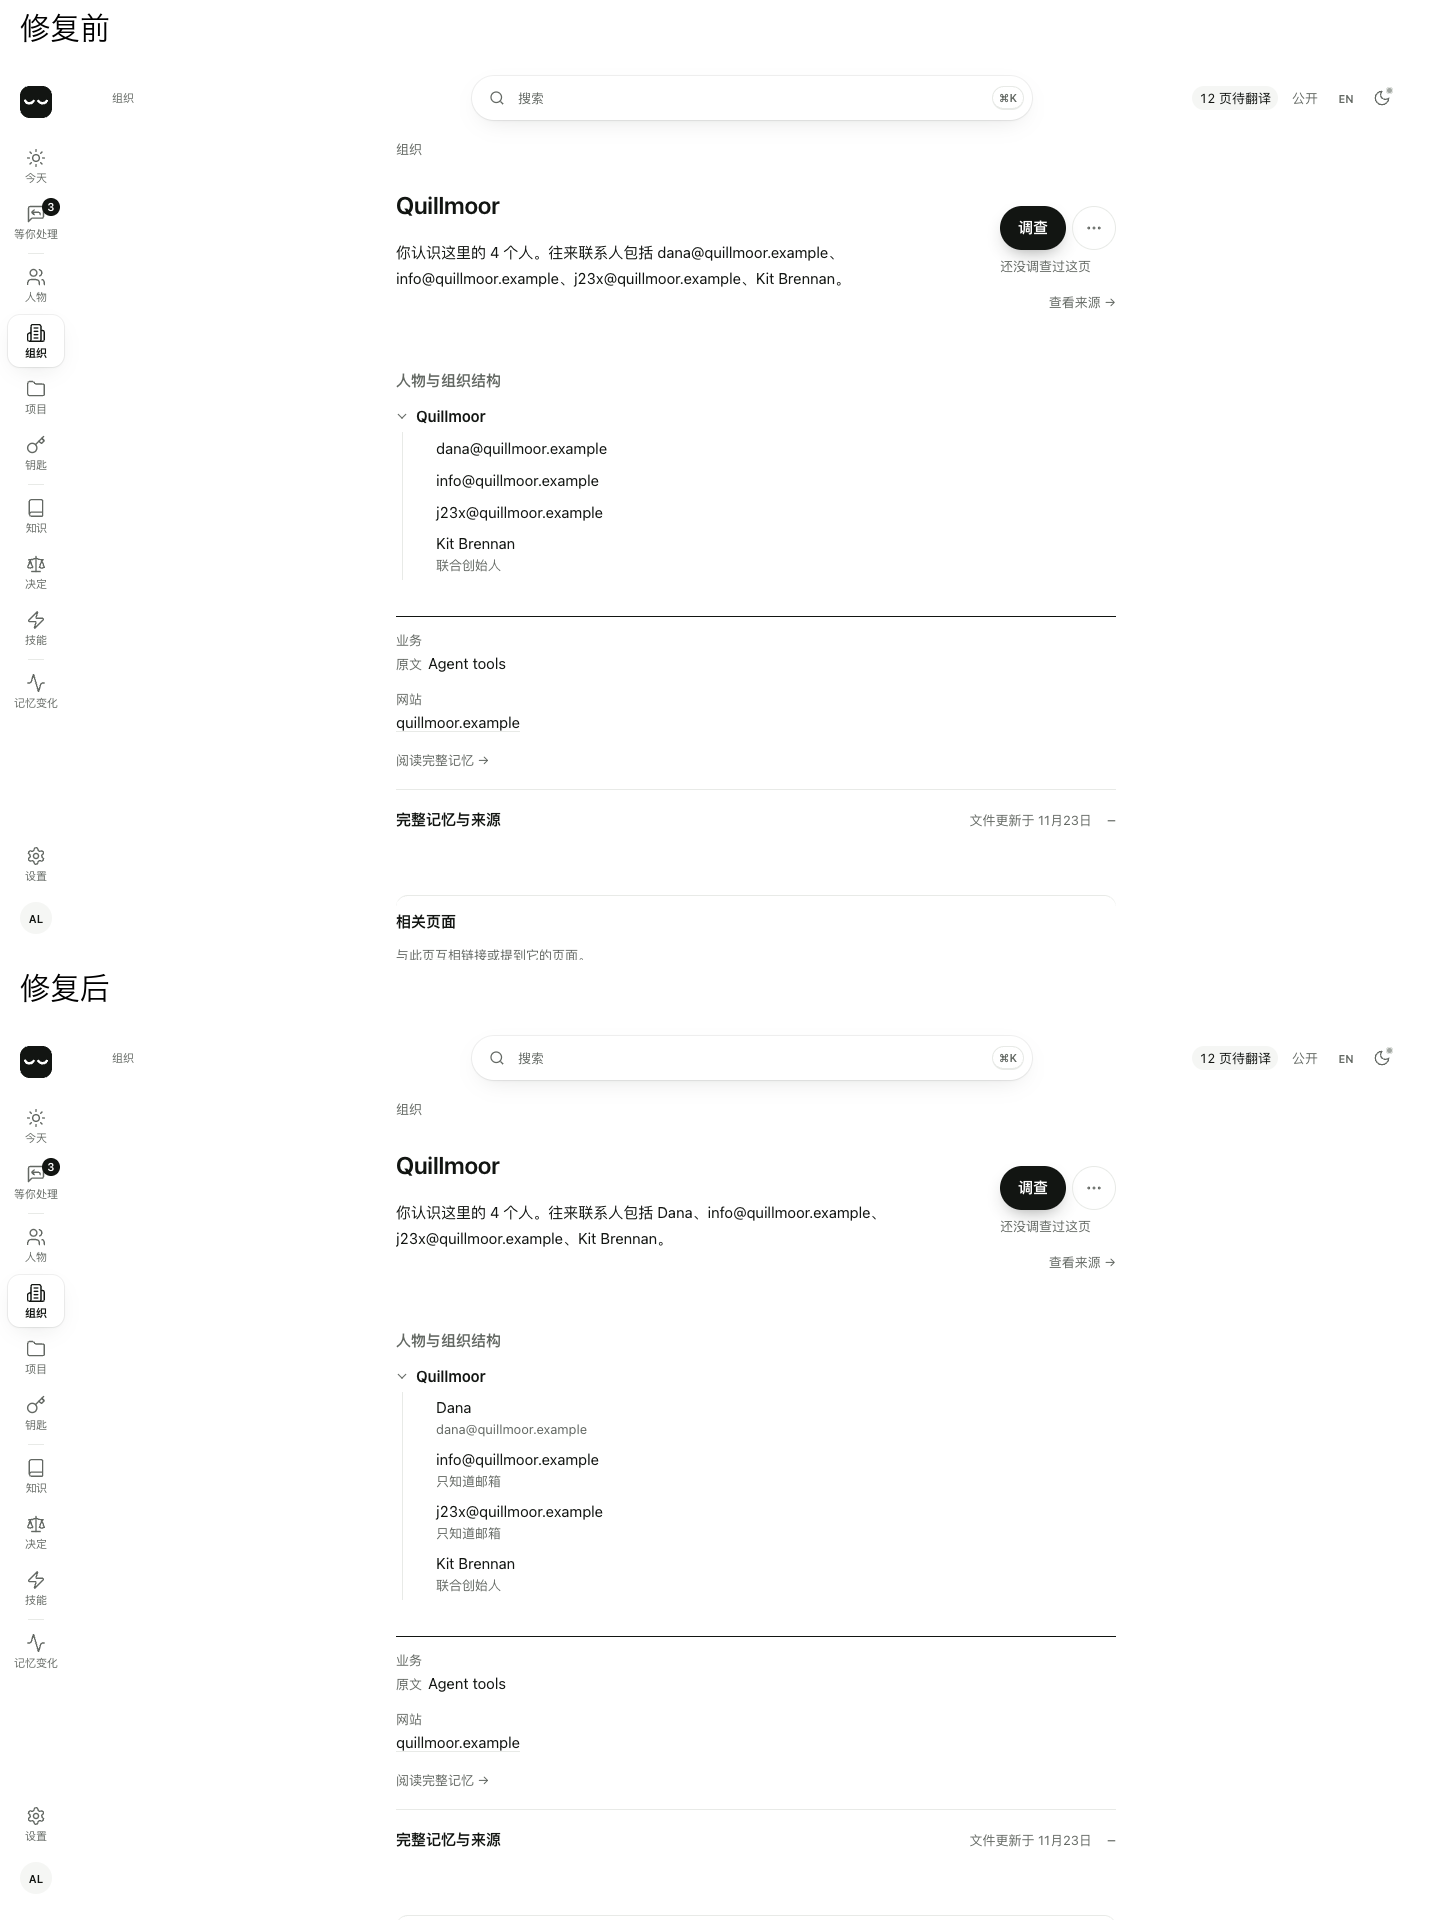 修复前
组织
搜索
⌘K
12 页待翻译
公开
EN
今天
3
等你处理
人物
组织
项目
钥匙
知识
决定
技能
记忆变化
设置
AL
组织
Quillmoor
你认识这里的 4 个人。往来联系人包括 dana@quillmoor.example、
info@quillmoor.example、j23x@quillmoor.example、Kit Brennan。
调查
还没调查过这页
查看来源 →
人物与组织结构
Quillmoor
dana@quillmoor.example
info@quillmoor.example
j23x@quillmoor.example
Kit Brennan
联合创始人
业务
原文 Agent tools
网站
quillmoor.example
阅读完整记忆 →
完整记忆与来源
文件更新于 11月23日 –
相关页面
与此页互相链接或提到它的页面。
修复后
组织
搜索
⌘K
12 页待翻译
公开
EN
今天
3
等你处理
人物
组织
项目
钥匙
知识
决定
技能
记忆变化
设置
AL
组织
Quillmoor
你认识这里的 4 个人。往来联系人包括 Dana、info@quillmoor.example、
j23x@quillmoor.example、Kit Brennan。
调查
还没调查过这页
查看来源 →
人物与组织结构
Quillmoor
Dana
dana@quillmoor.example
info@quillmoor.example
只知道邮箱
j23x@quillmoor.example
只知道邮箱
Kit Brennan
联合创始人
业务
原文 Agent tools
网站
quillmoor.example
阅读完整记忆 →
完整记忆与来源
文件更新于 11月23日 –